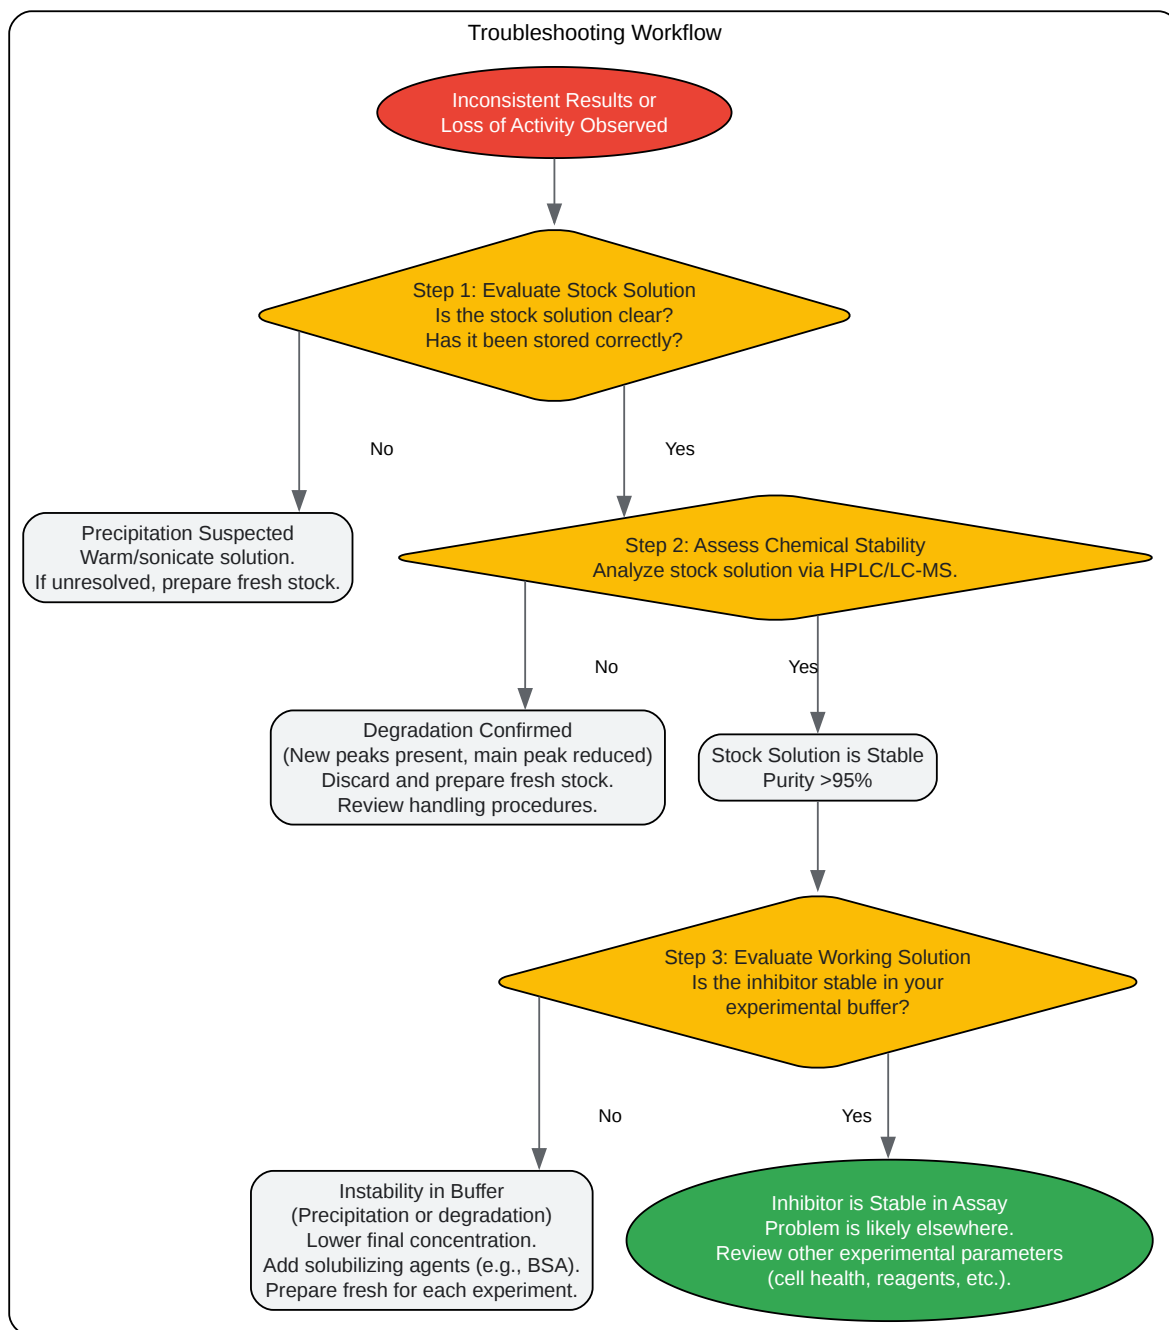 Troubleshooting Workflow
Inconsistent Results or
Loss of Activity Observed
Step 1: Evaluate Stock Solution
Is the stock solution clear?
Has it been stored correctly?
No
Yes
Precipitation Suspected
Warm/sonicate solution.
If unresolved, prepare fresh stock.
Step 2: Assess Chemical Stability
Analyze stock solution via HPLC/LC-MS.
No
Yes
Degradation Confirmed
(New peaks present, main peak reduced)
Discard and prepare fresh stock.
Review handling procedures.
Stock Solution is Stable
Purity >95%
Step 3: Evaluate Working Solution
Is the inhibitor stable in your
experimental buffer?
No
Yes
Instability in Buffer
(Precipitation or degradation)
Lower final concentration.
Add solubilizing agents (e.g., BSA).
Prepare fresh for each experiment.
Inhibitor is Stable in Assay
Problem is likely elsewhere.
Review other experimental parameters
(cell health, reagents, etc.).